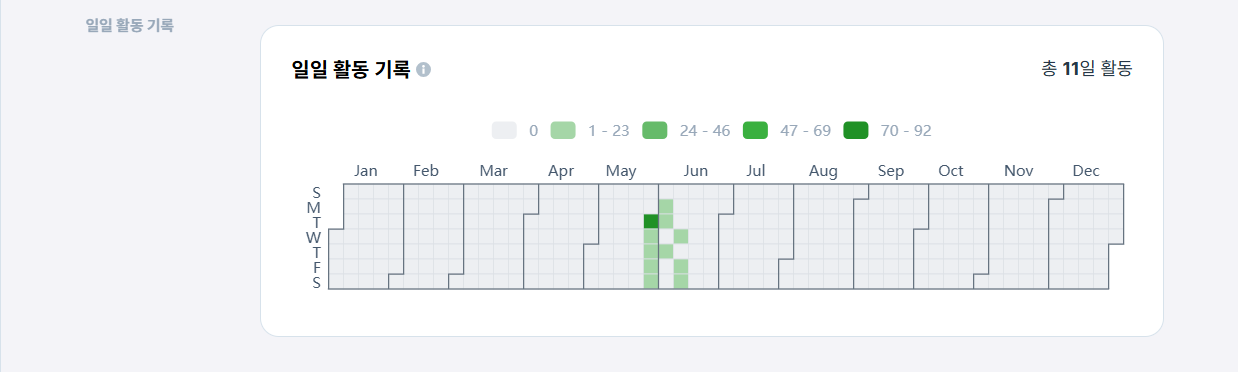 일일 활동 기록
일일 활동 기록
총 11일 활동
0 1 - 23 24 - 46 47 - 69 70 - 92
Jan Feb Mar Apr May Jun Jul Aug Sep Oct Nov Dec
S
M
T
W
T
F
S